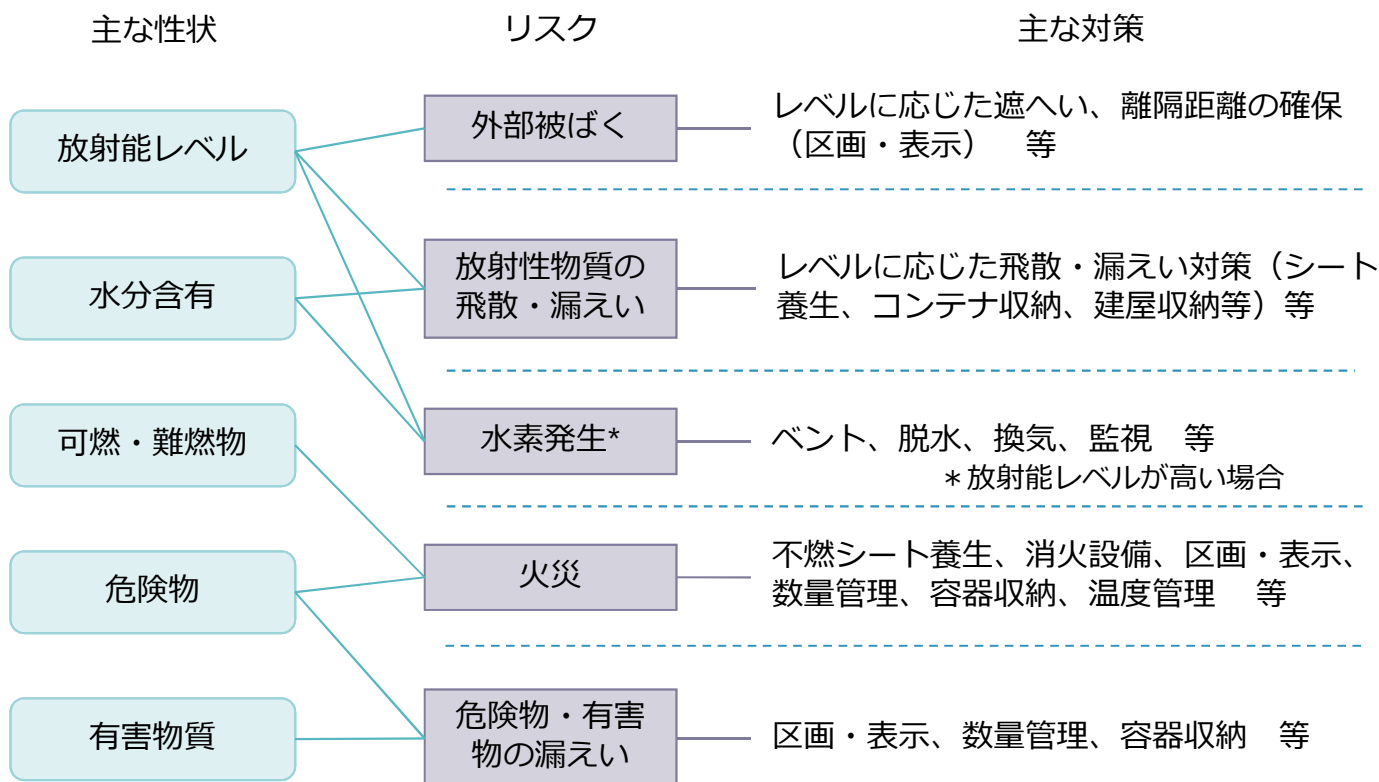 主な性状
リスク
主な対策
放射能レベル
外部被ばく
レベルに応じた遮へい、離隔距離の確保
（区画・表示）　等
水分含有
放射性物質の
飛散・漏えい
レベルに応じた飛散・漏えい対策（シート
養生、コンテナ収納、建屋収納等）等
可燃・難燃物
水素発生*
ベント、脱水、換気、監視　等
＊放射能レベルが高い場合
危険物
火災
不燃シート養生、消火設備、区画・表示、
数量管理、容器収納、温度管理　等
有害物質
危険物・有害
物の漏えい
区画・表示、数量管理、容器収納　等